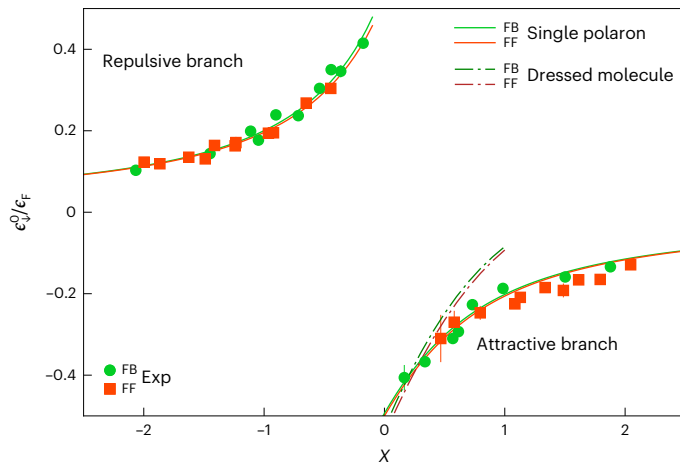 FB
FF
Single polaron
FB
FF
Dressed molecule
Repulsive branch
0.4
0.2
0
−0.2
−0.4
ϵ↓⁰/ϵF
Attractive branch
FB
FF
Exp
−2
−1
0
1
2
X